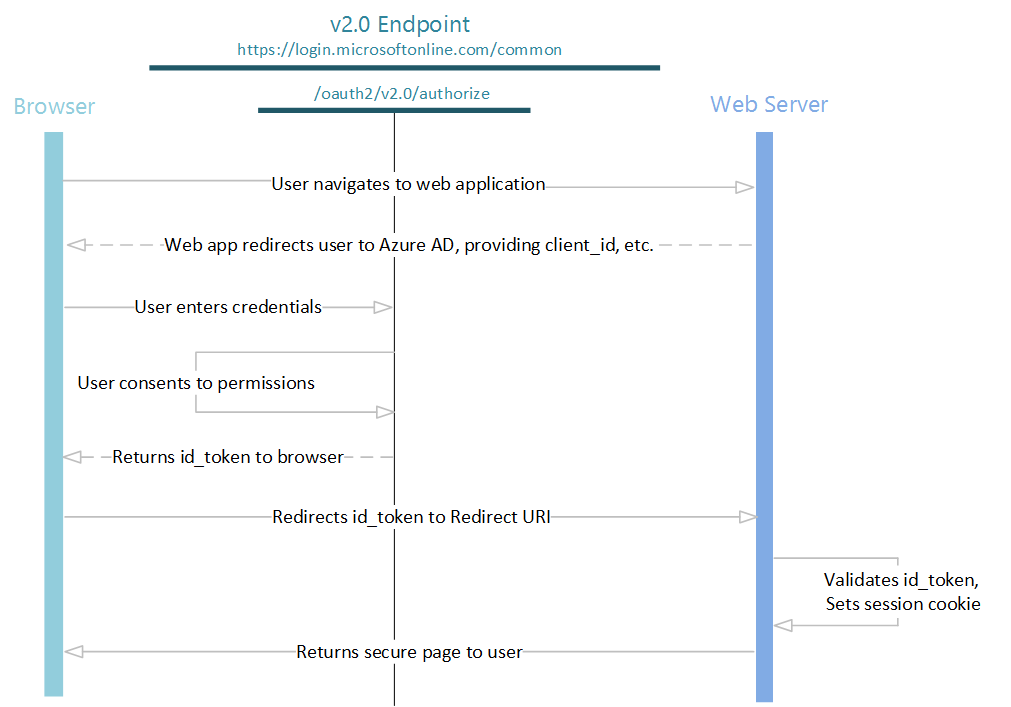 v2.0 Endpoint
https://login.microsoftonline.com/common
/oauth2/v2.0/authorize
Browser
Web Server
User navigates to web application
Web app redirects user to Azure AD, providing client_id, etc.
User enters credentials
User consents to permissions
Returns id_token to browser
Redirects id_token to Redirect URI
Validates id_token,
Sets session cookie
Returns secure page to user